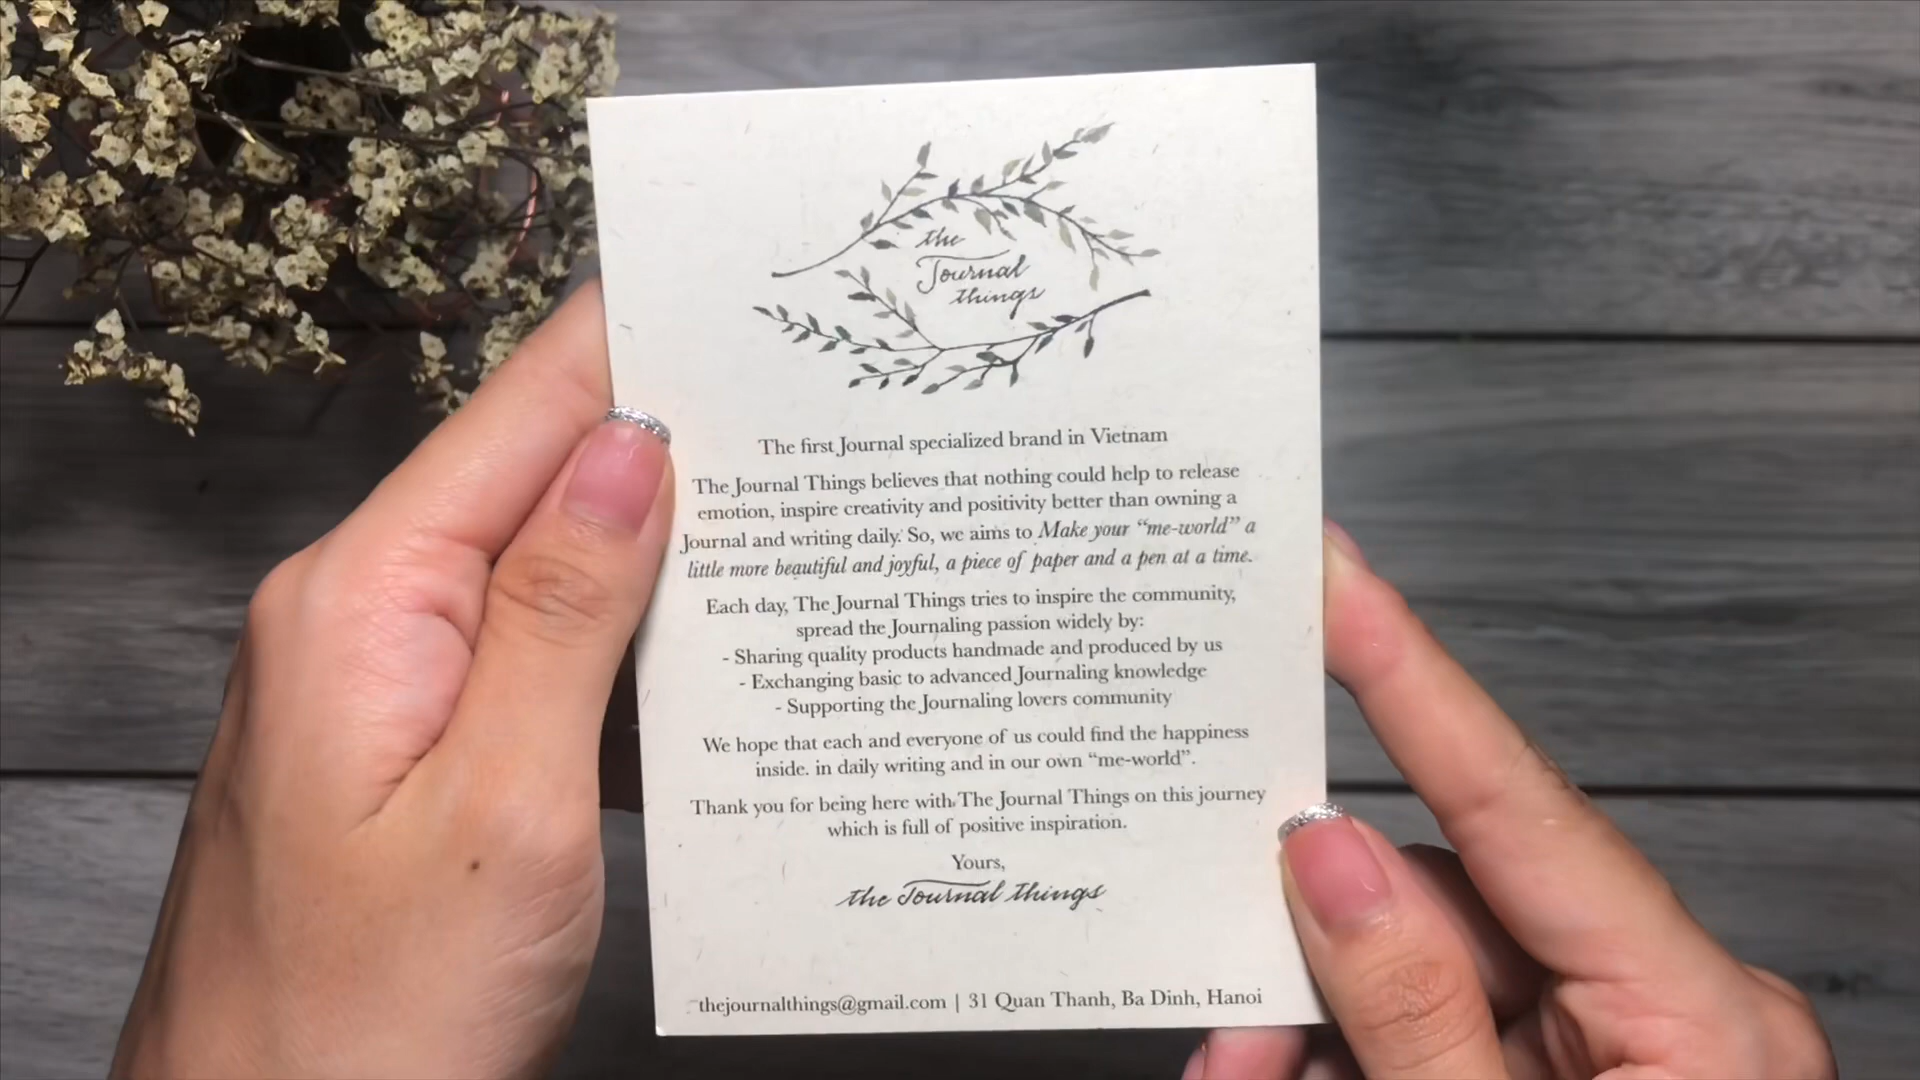 the
Journal
things
The first Journal specialized brand in Vietnam
The Journal Things believes that nothing could help to release
emotion, inspire creativity and positivity better than owning a
Journal and writing daily. So, we aims to Make your “me-world” a
little more beautiful and joyful, a piece of paper and a pen at a time.
Each day, The Journal Things tries to inspire the community,
spread the Journaling passion widely by:
- Sharing quality products handmade and produced by us
- Exchanging basic to advanced Journaling knowledge
- Supporting the Journaling lovers community
We hope that each and everyone of us could find the happiness
inside. in daily writing and in our own “me-world”.
Thank you for being here with The Journal Things on this journey
which is full of positive inspiration.
Yours,
the Journal things
thejournalthings@gmail.com | 31 Quan Thanh, Ba Dinh, Hanoi